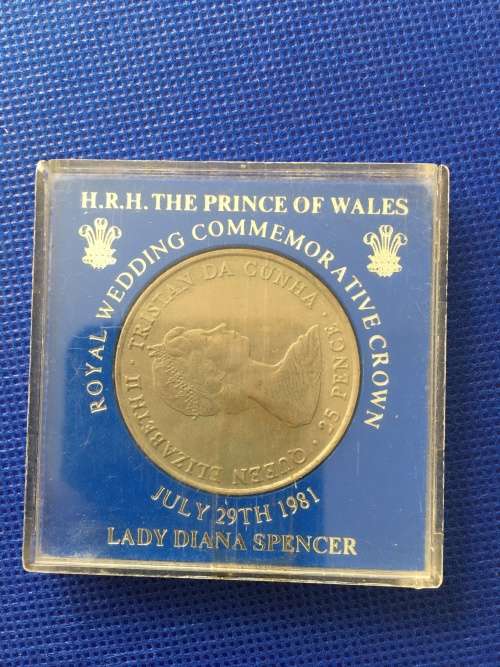 H.R.H. THE PRINCE OF WALES
ROYAL WEDDING COMMEMORATIVE CROWN
QUEEN ELIZABETH II · TRISTAN DA CUNHA · 25 PENCE ·
JULY 29TH 1981
LADY DIANA SPENCER